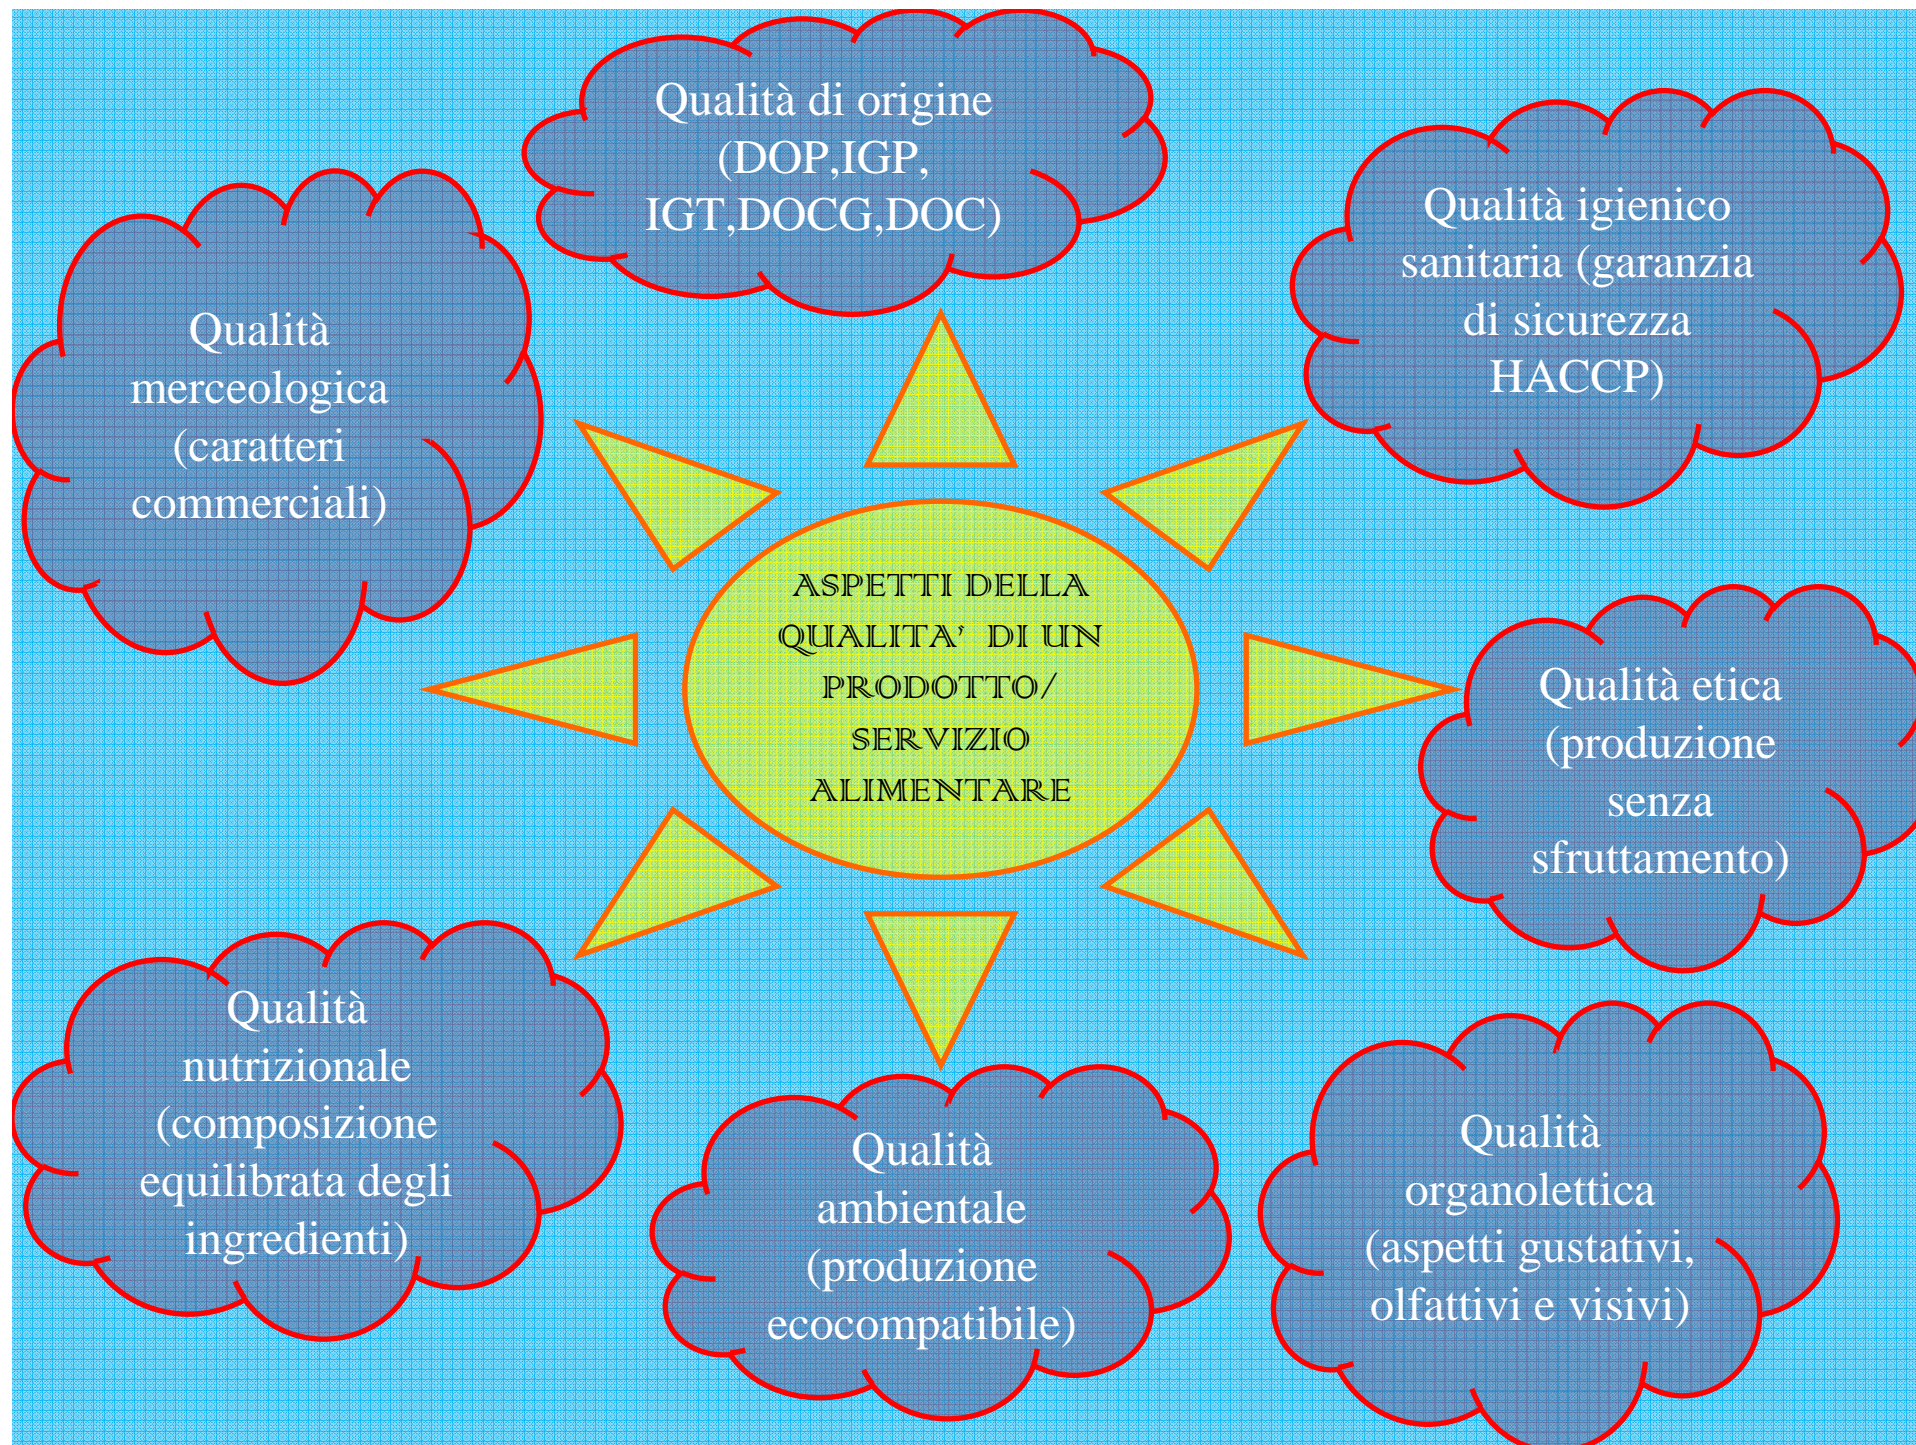 Qualità di origine
(DOP,IGP,
IGT,DOCG,DOC)
Qualità igienico
sanitaria (garanzia
di sicurezza
HACCP)
Qualità
merceologica
(caratteri
commerciali)
ASPETTI DELLA
QUALITA' DI UN
PRODOTTO/
SERVIZIO
ALIMENTARE
Qualità etica
(produzione
senza
sfruttamento)
Qualità
nutrizionale
(composizione
equilibrata degli
ingredienti)
Qualità
ambientale
(produzione
ecocompatibile)
Qualità
organolettica
(aspetti gustativi,
olfattivi e visivi)